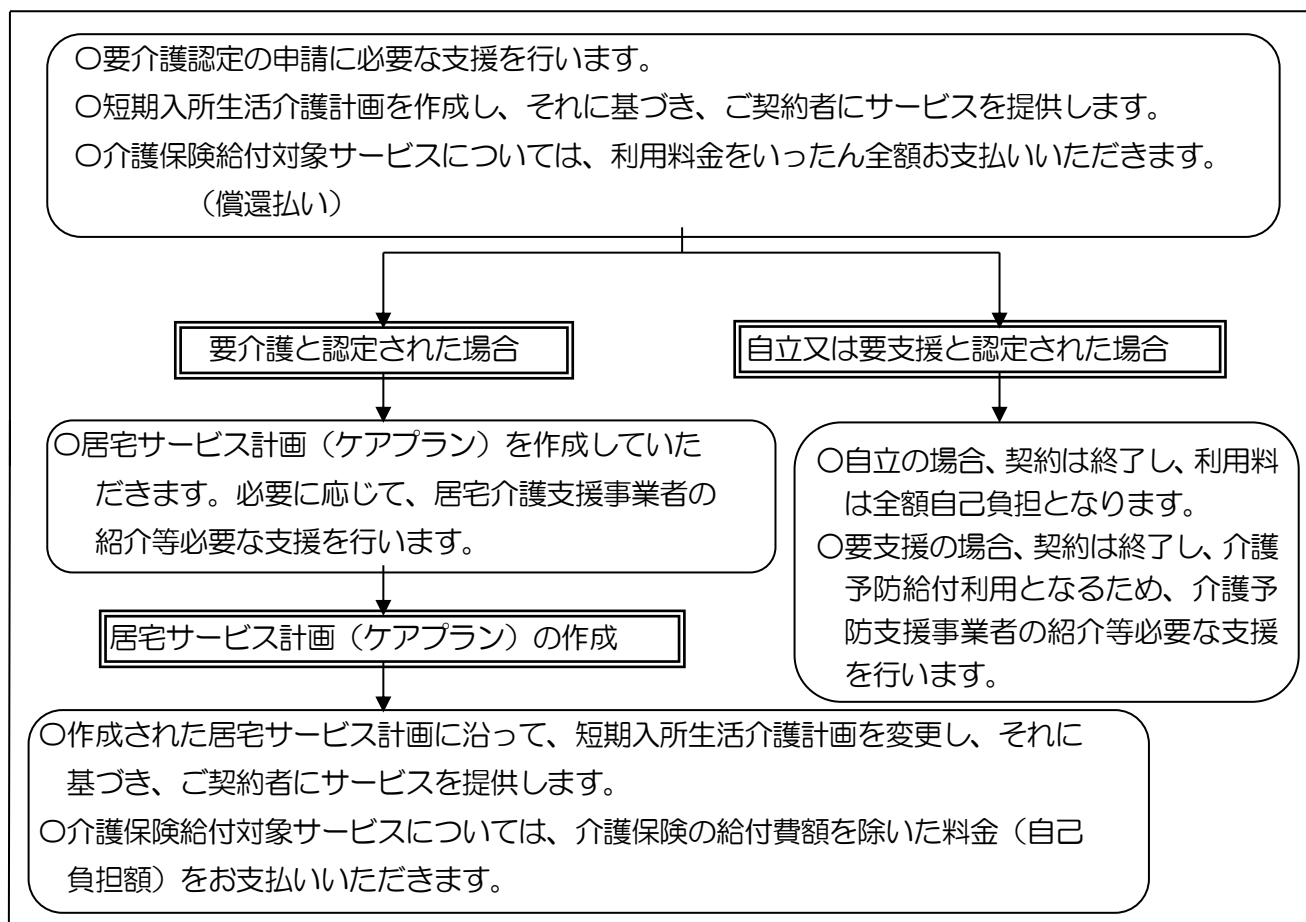 〇要介護認定の申請に必要な支援を行います。
〇短期入所生活介護計画を作成し、それに基づき、ご契約者にサービスを提供します。
〇介護保険給付対象サービスについては、利用料金をいったん全額お支払いいただきます。
（償還払い）
要介護と認定された場合
自立又は要支援と認定された場合
〇居宅サービス計画（ケアプラン）を作成していた
だきます。必要に応じて、居宅介護支援事業者の
紹介等必要な支援を行います。
〇自立の場合、契約は終了し、利用料
は全額自己負担となります。
〇要支援の場合、契約は終了し、介護
予防給付利用となるため、介護予
防支援事業者の紹介等必要な支援
を行います。
居宅サービス計画（ケアプラン）の作成
〇作成された居宅サービス計画に沿って、短期入所生活介護計画を変更し、それに
基づき、ご契約者にサービスを提供します。
〇介護保険給付対象サービスについては、介護保険の給付費額を除いた料金（自己
負担額）をお支払いいただきます。